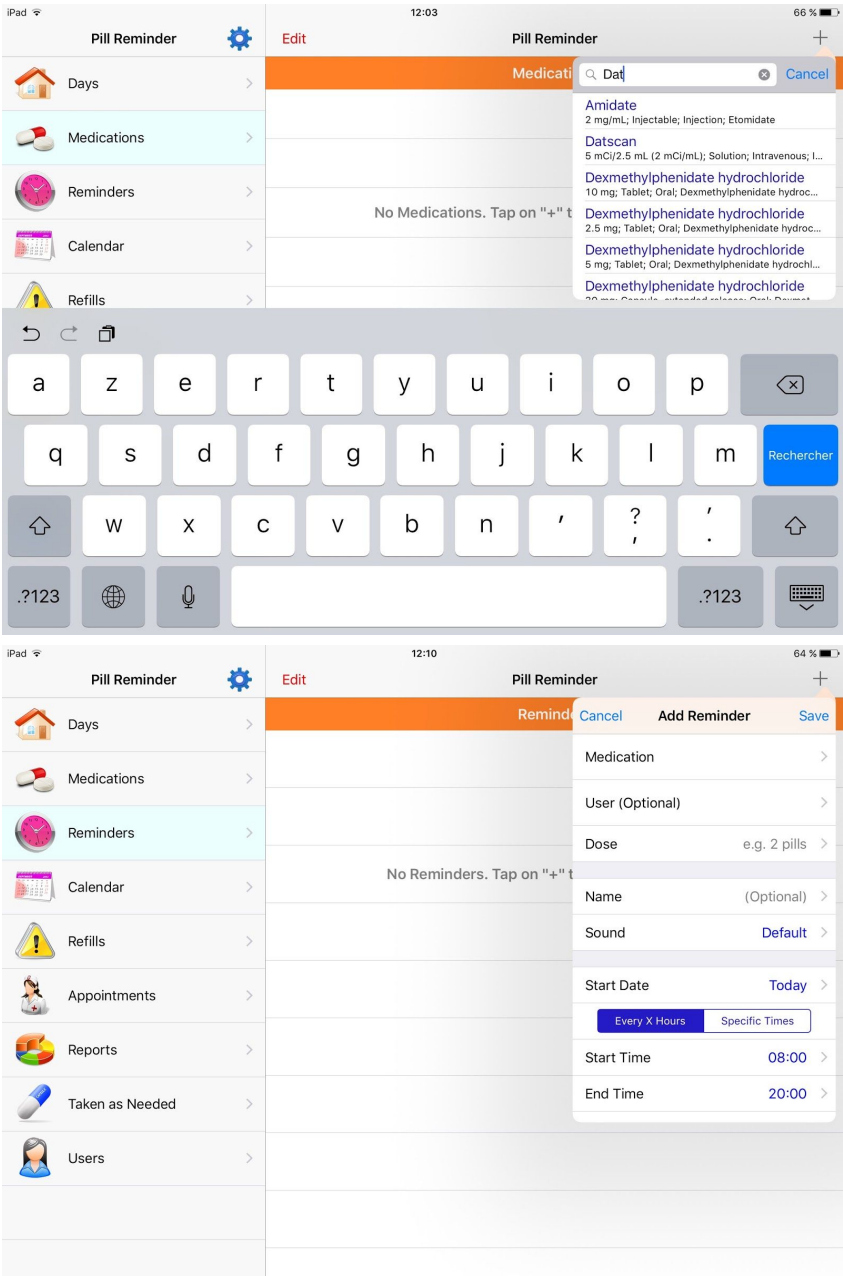 iPad 12:03 66 %
Pill Reminder Edit Pill Reminder
Days
Medications
Reminders
Calendar
Refills
Medicati
No Medications. Tap on "+" t
Dat Cancel
Amidate
2 mg/mL; Injectable; Injection; Etomidate
Datscan
5 mCi/2.5 mL (2 mCi/mL); Solution; Intravenous; I...
Dexmethylphenidate hydrochloride
10 mg; Tablet; Oral; Dexmethylphenidate hydroc...
Dexmethylphenidate hydrochloride
2.5 mg; Tablet; Oral; Dexmethylphenidate hydroc...
Dexmethylphenidate hydrochloride
5 mg; Tablet; Oral; Dexmethylphenidate hydrochl...
Dexmethylphenidate hydrochloride
a z e r t y u i o p
q s d f g h j k l m Rechercher
w x c v b n ' ? , ' .
.?123 .?123
iPad 12:10 64 %
Pill Reminder Edit Pill Reminder
Days
Medications
Reminders
Calendar
Refills
Appointments
Reports
Taken as Needed
Users
Reminde
No Reminders. Tap on "+" t
Cancel Add Reminder Save
Medication
User (Optional)
Dose e.g. 2 pills
Name (Optional)
Sound Default
Start Date Today
Every X Hours Specific Times
Start Time 08:00
End Time 20:00